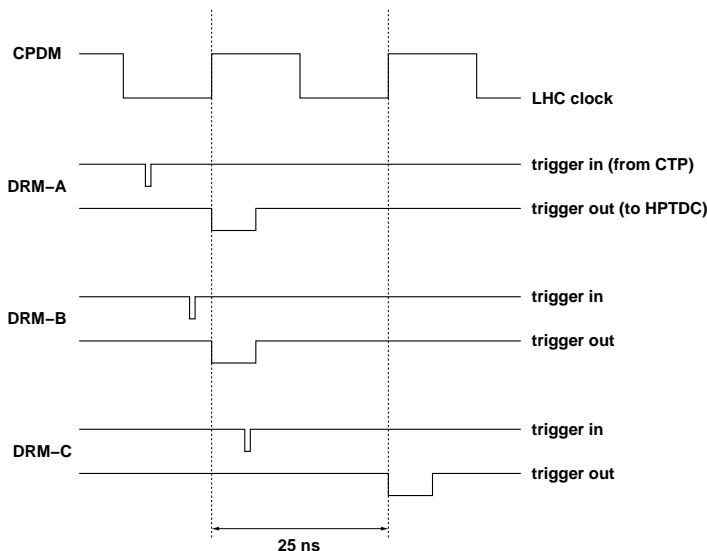 CPDM
LHC clock
trigger in (from CTP)
DRM−A
trigger out (to HPTDC)
trigger in
DRM−B
trigger out
trigger in
DRM−C
trigger out
25 ns